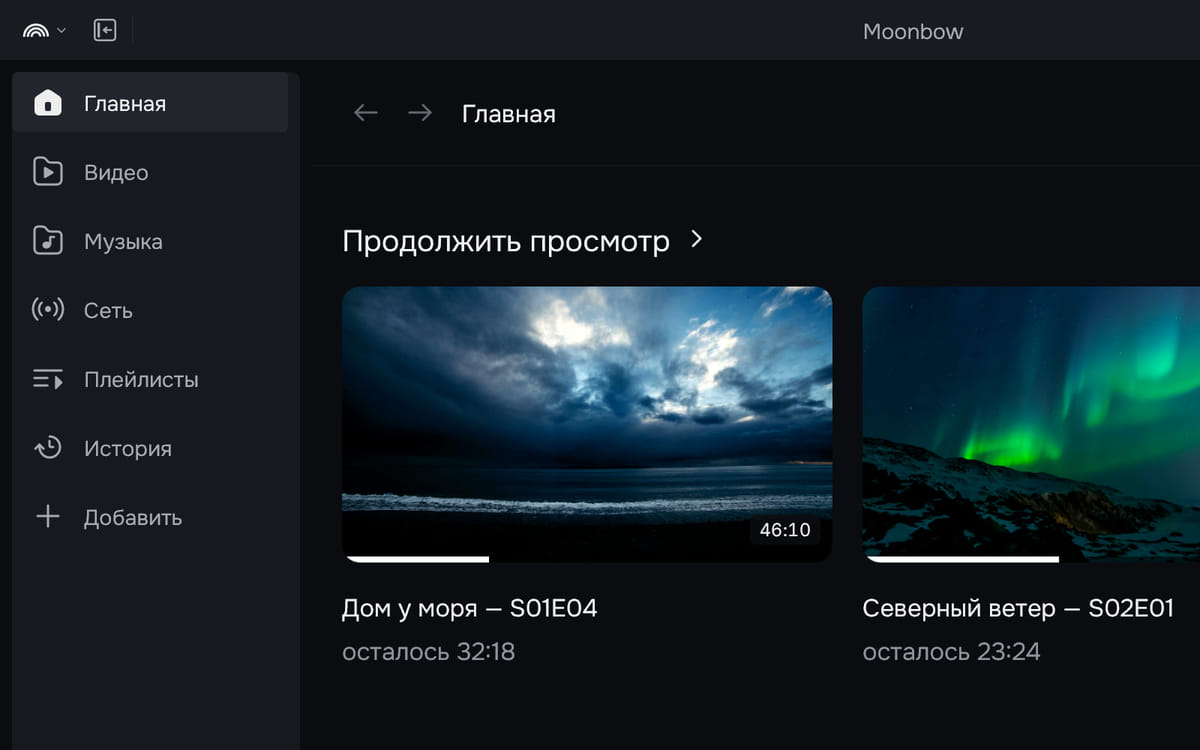 Moonbow
Главная
Видео
Музыка
Сеть
Плейлисты
История
Добавить
Главная
Продолжить просмотр
46:10
Дом у моря — S01E04
осталось 32:18
Северный ветер — S02E01
осталось 23:24